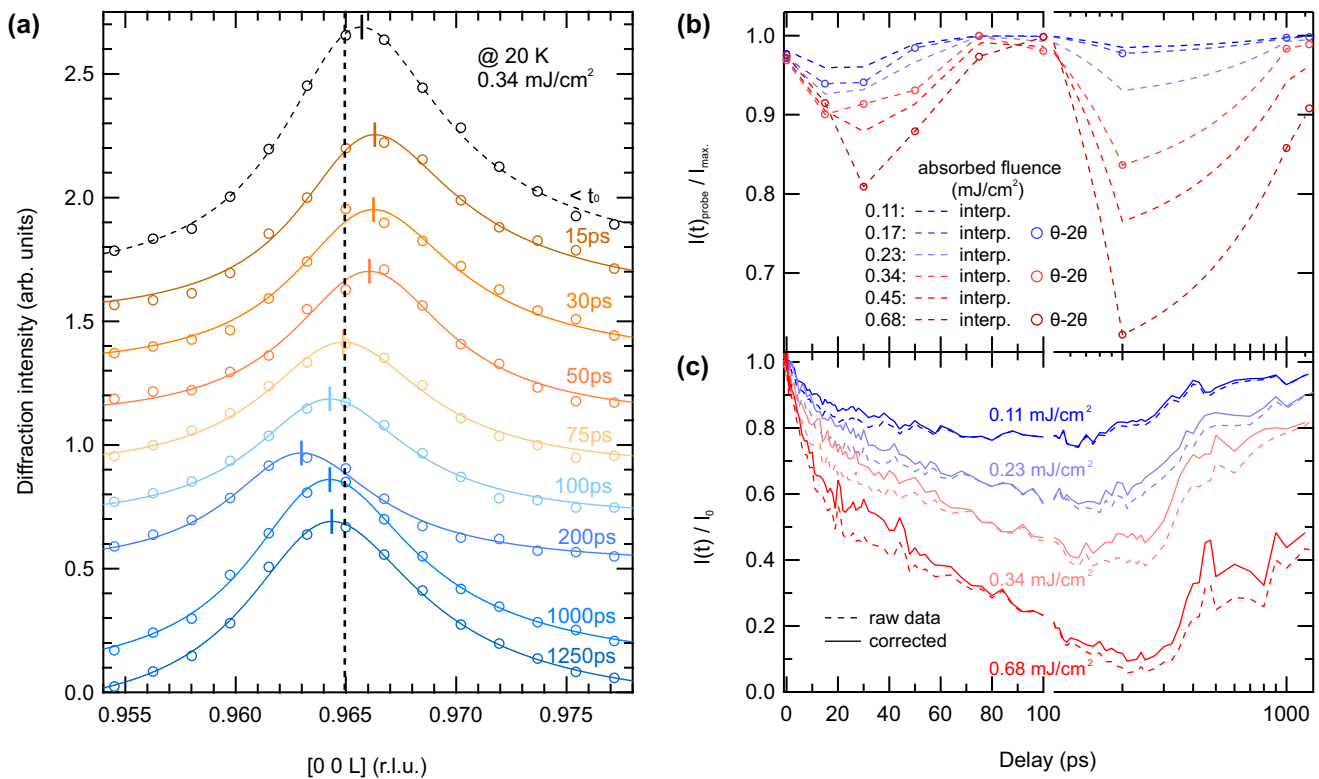 (a)
@ 20 K
0.34 mJ/cm²
< t₀
15ps
30ps
50ps
75ps
100ps
200ps
1000ps
1250ps
2.5
2.0
1.5
1.0
0.5
0.0
Diffraction intensity (arb. units)
0.955
0.960
0.965
0.970
0.975
[0 0 L] (r.l.u.)
(b)
1.0
0.9
0.8
0.7
I(t)probe / Imax.
absorbed fluence
(mJ/cm²)
0.11: interp.
0.17: interp. θ-2θ
0.23: interp.
0.34: interp. θ-2θ
0.45: interp.
0.68: interp. θ-2θ
(c)
1.0
0.8
0.6
0.4
0.2
0.0
I(t) / I₀
0.11 mJ/cm²
0.23 mJ/cm²
0.34 mJ/cm²
0.68 mJ/cm²
raw data
corrected
0
20
40
60
80
100
1000
Delay (ps)